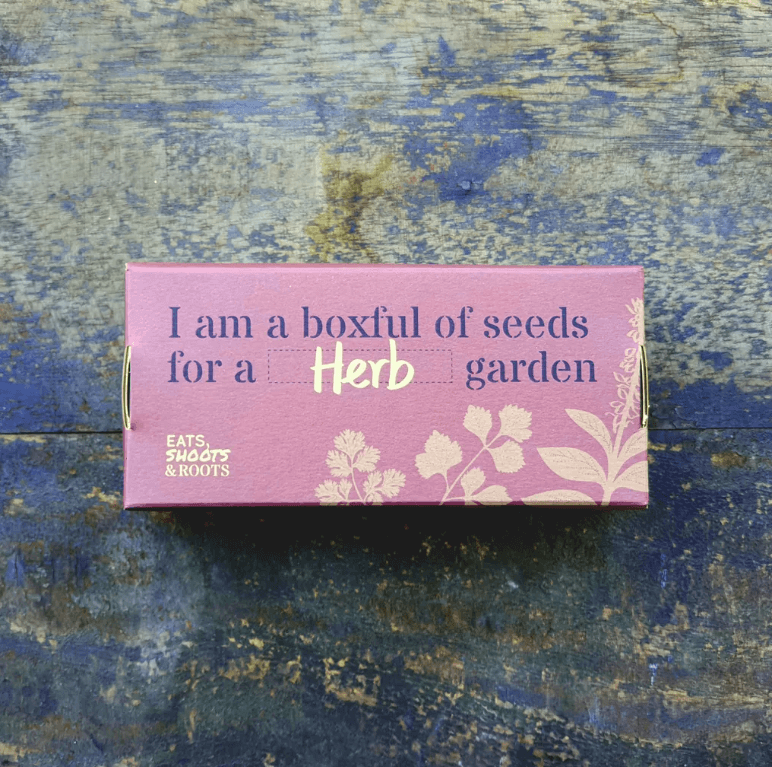 I am a boxful of seeds
for a Herb garden
EATS,
SHOOTS
& ROOTS